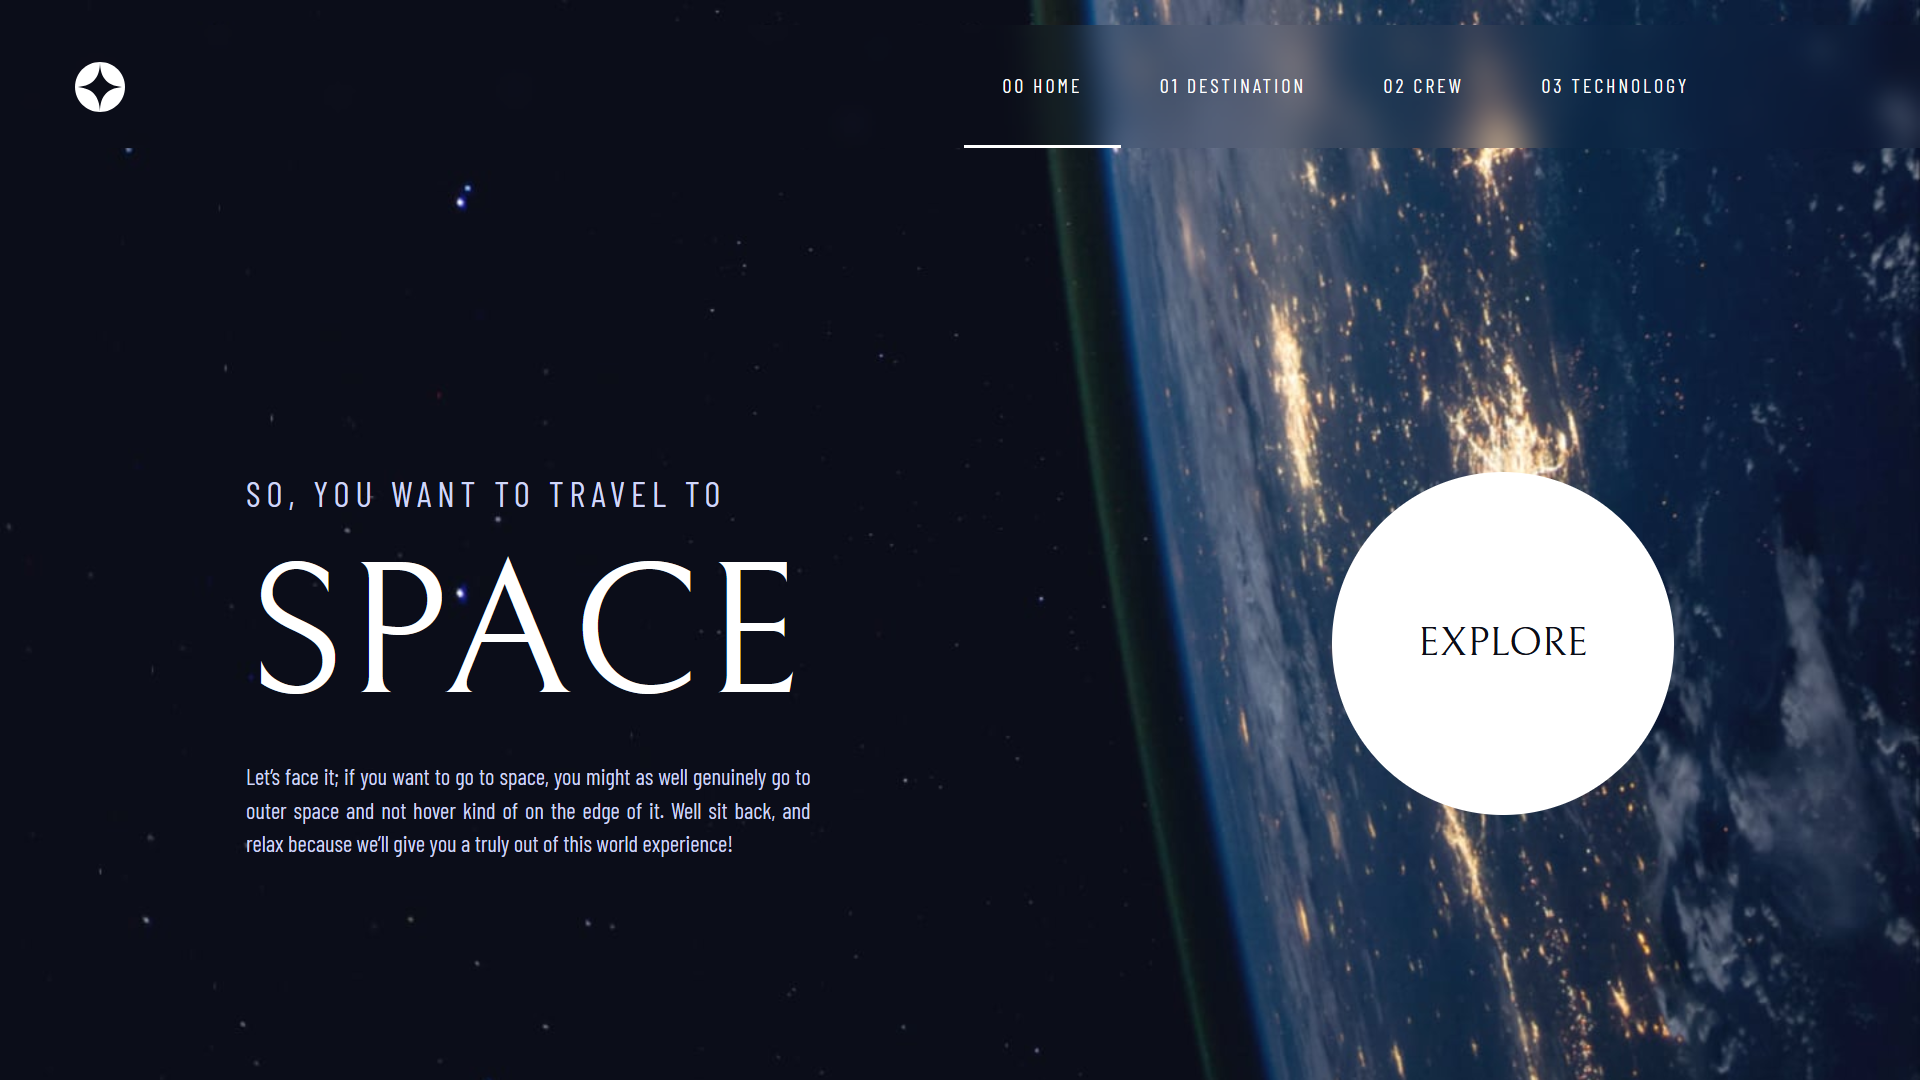 00 HOME 01 DESTINATION 02 CREW 03 TECHNOLOGY
SO, YOU WANT TO TRAVEL TO
SPACE
Let’s face it; if you want to go to space, you might as well genuinely go to
outer space and not hover kind of on the edge of it. Well sit back, and
relax because we’ll give you a truly out of this world experience!
EXPLORE